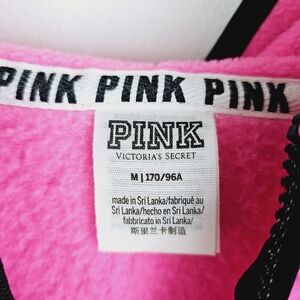 PINK PINK PINK
PINK
VICTORIA'S SECRET
M | 170/96A
made in Sri Lanka/fabriqué au
Sri Lanka/hecho en Sri Lanka/
fabbricato in Sri Lanka/
斯里兰卡制造